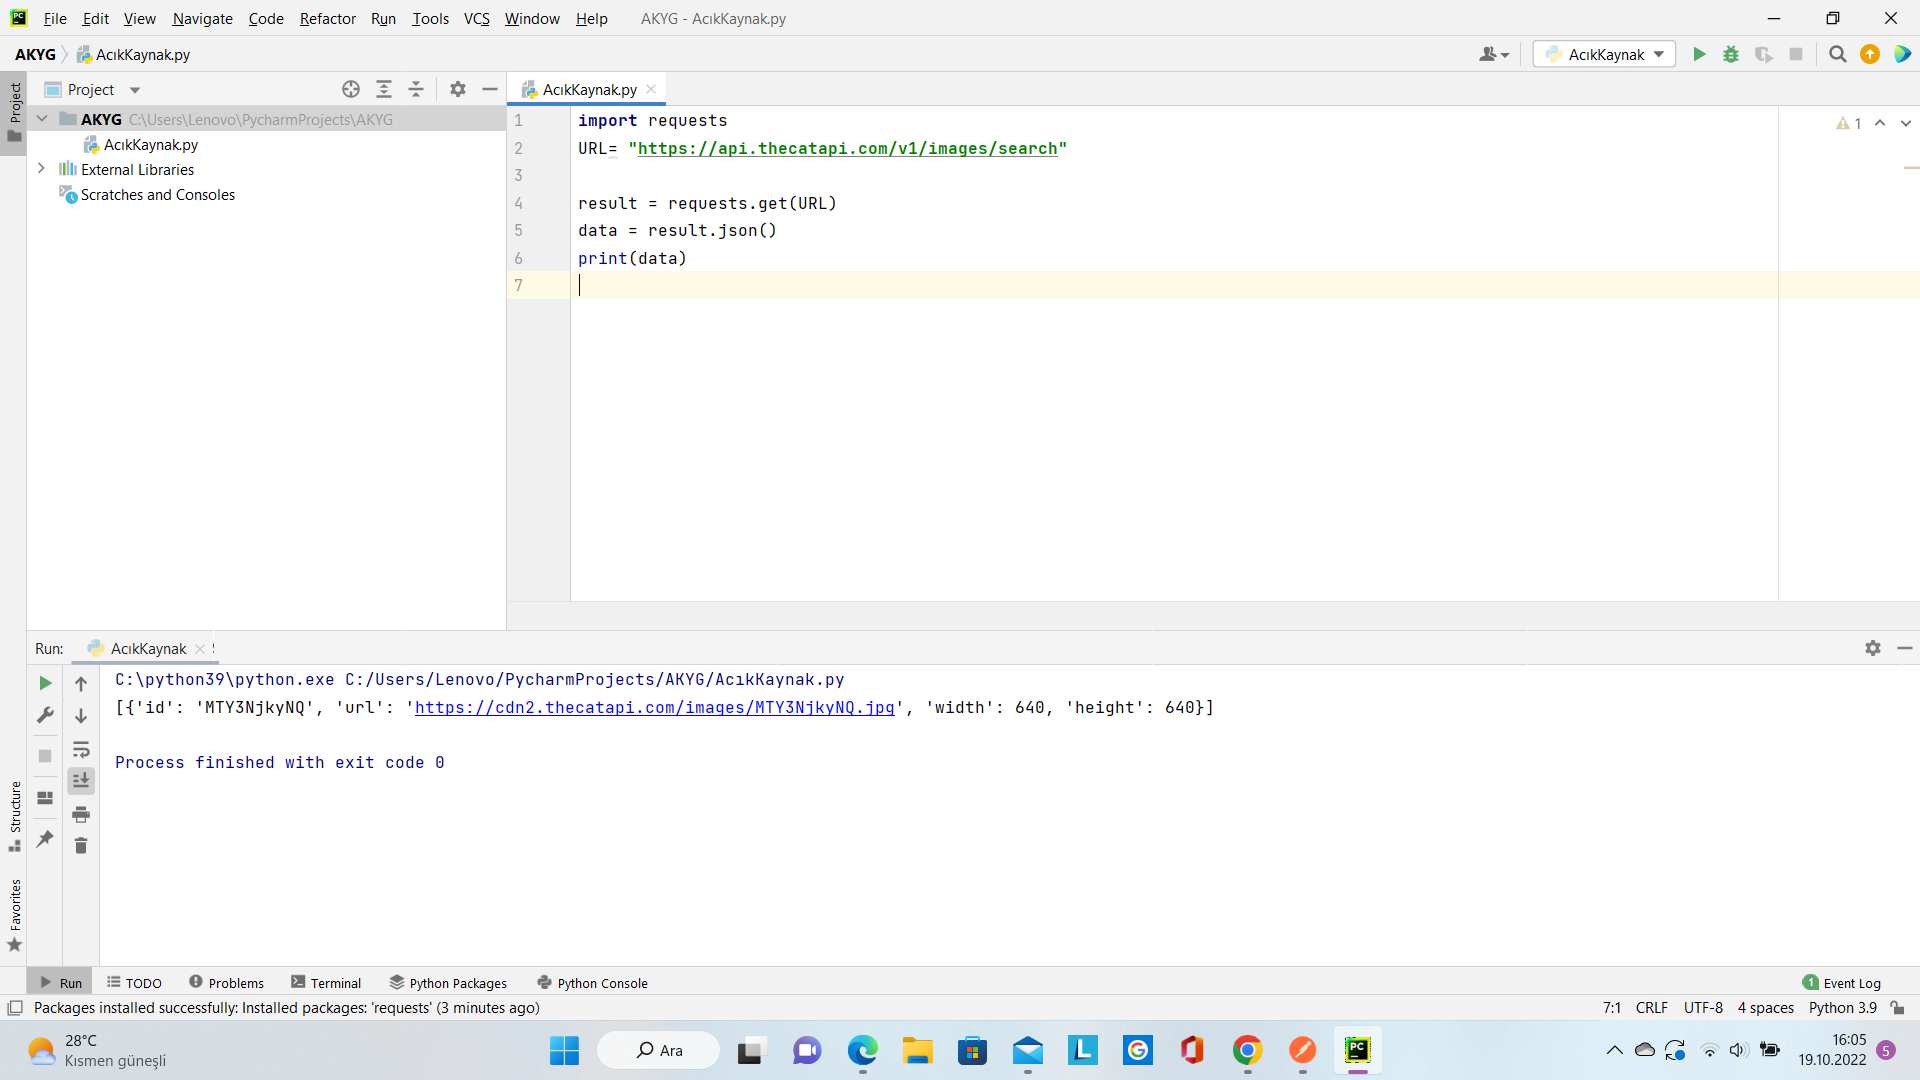 File Edit View Navigate Code Refactor Run Tools VCS Window Help AKYG - AcıkKaynak.py
AKYG AcıkKaynak.py AcıkKaynak
Project
Project
AcıkKaynak.py
AKYG C:\Users\Lenovo\PycharmProjects\AKYG
AcıkKaynak.py
External Libraries
Scratches and Consoles
1 import requests
2 URL= "https://api.thecatapi.com/v1/images/search"
3
4 result = requests.get(URL)
5 data = result.json()
6 print(data)
7
1
Run: AcıkKaynak
C:\python39\python.exe C:/Users/Lenovo/PycharmProjects/AKYG/AcıkKaynak.py
[{'id': 'MTY3NjkyNQ', 'url': 'https://cdn2.thecatapi.com/images/MTY3NjkyNQ.jpg', 'width': 640, 'height': 640}]
Process finished with exit code 0
Structure
Favorites
Run TODO Problems Terminal Python Packages Python Console 1 Event Log
Packages installed successfully: Installed packages: 'requests' (3 minutes ago) 7:1 CRLF UTF-8 4 spaces Python 3.9
28°C
Kısmen güneşli
Ara
16:05
19.10.2022
5